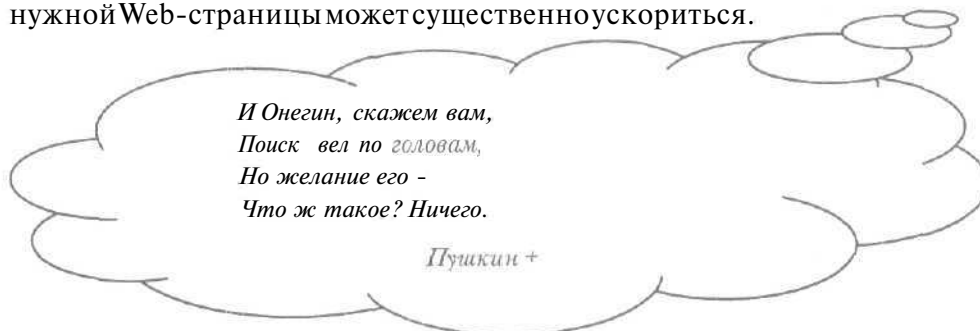 нужной Web-страницы может существенно ускориться.
И Онегин, скажем вам,
Поиск вел по головам,
Но желание его -
Что ж такое? Ничего.
Пушкин +